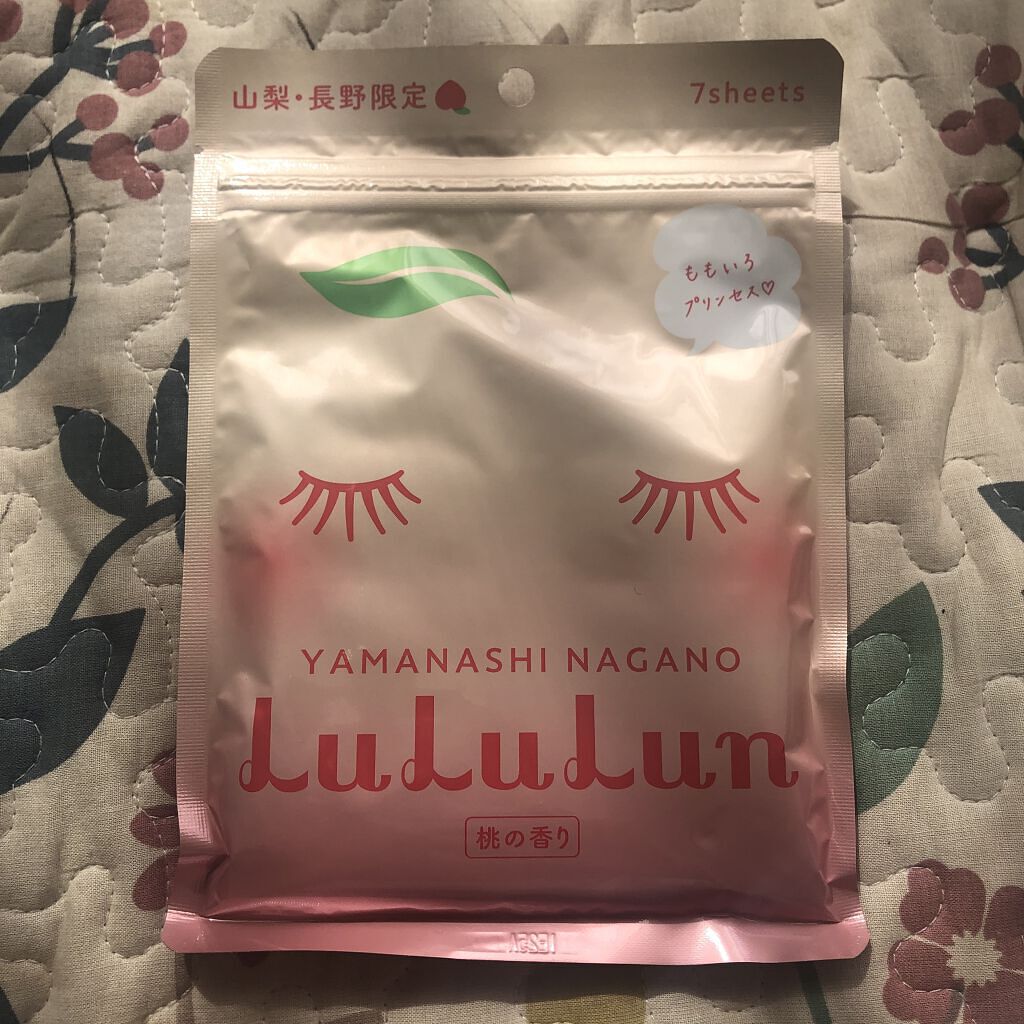 山梨・長野限定
7sheets
ももいろ
プリンセス♡
YAMANASHI NAGANO
LuLuLun
桃の香り